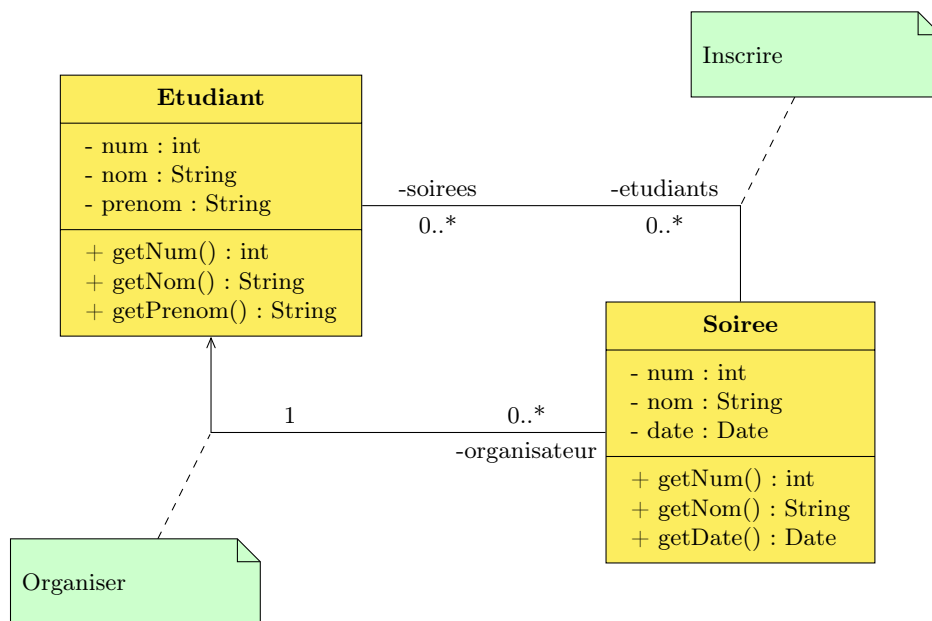 Inscrire
Etudiant
- num : int
- nom : String
- prenom : String
+ getNum() : int
+ getNom() : String
+ getPrenom() : String
-soirees
-etudiants
0..*
0..*
Soiree
- num : int
- nom : String
- date : Date
+ getNum() : int
+ getNom() : String
+ getDate() : Date
1
0..*
-organisateur
Organiser